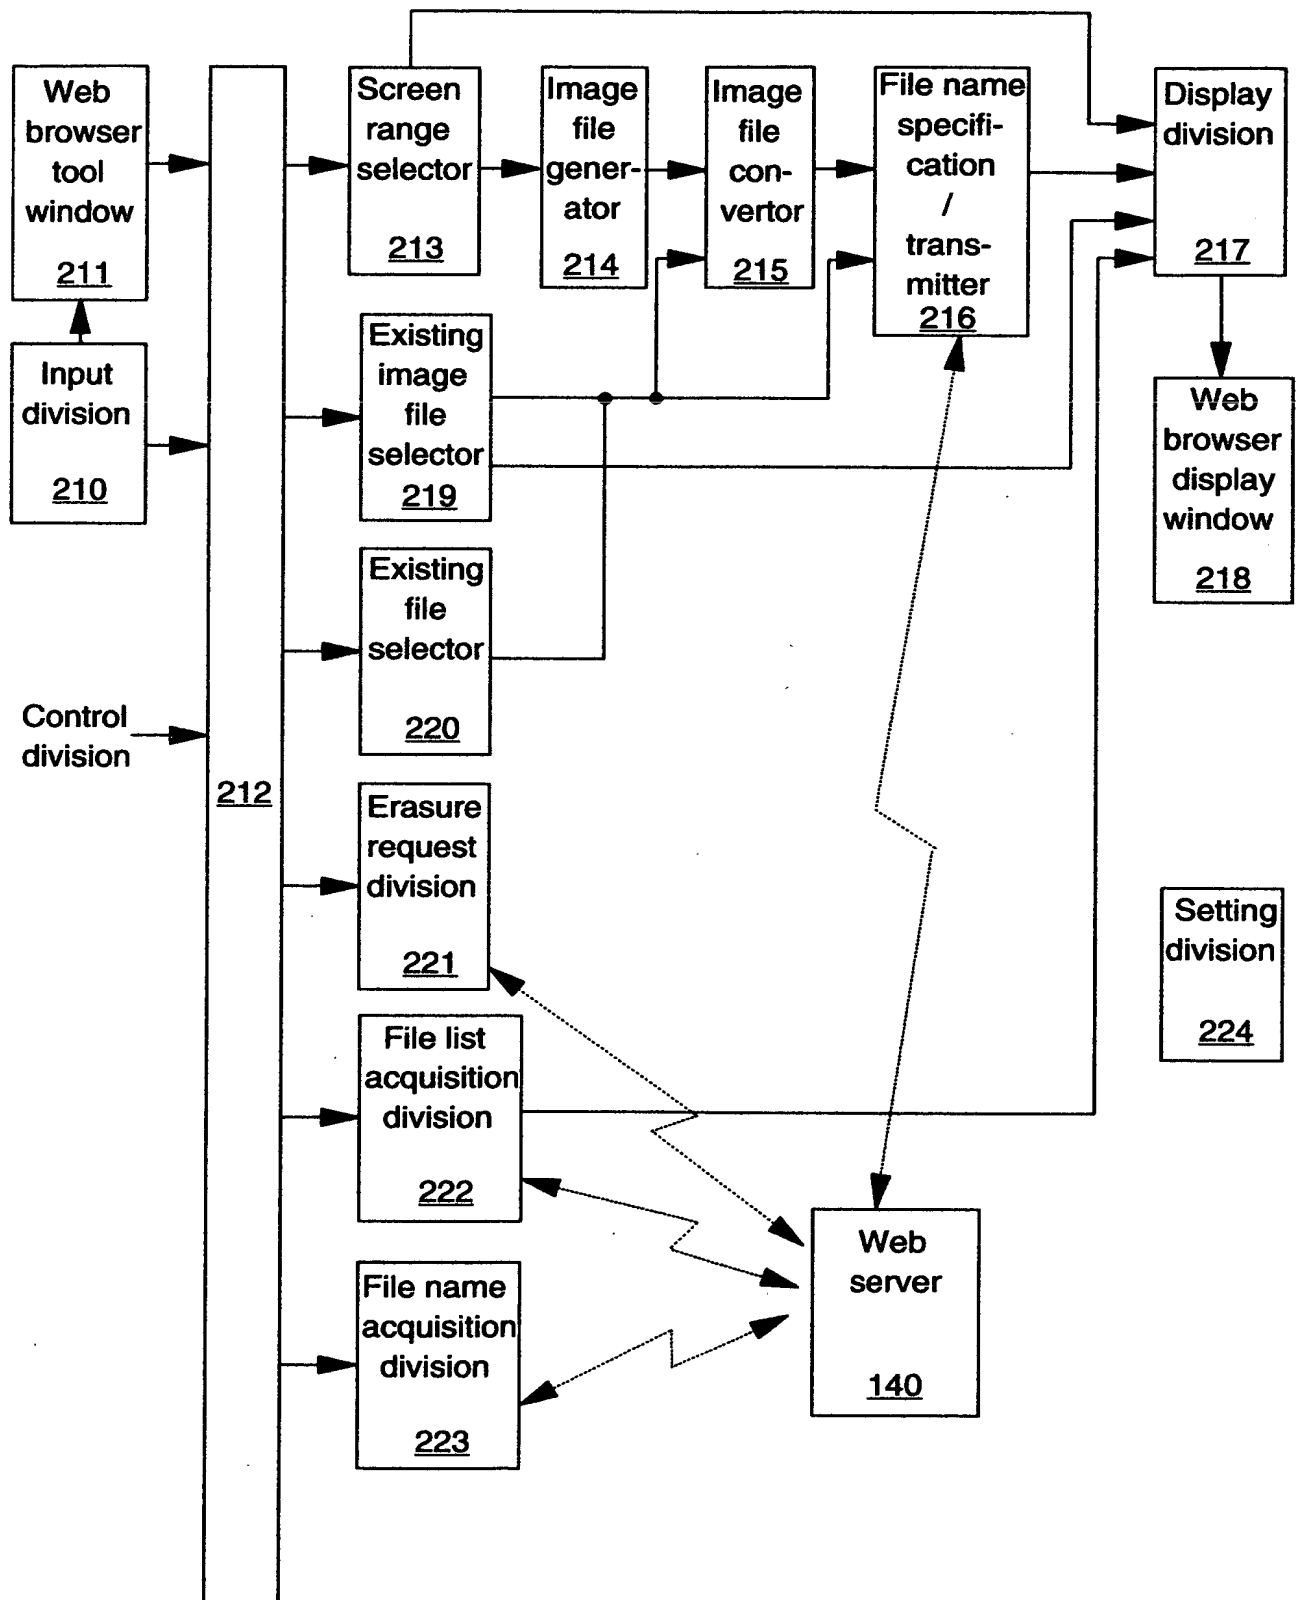 Web
browser
tool
window
211
Input
division
210
Control
division
212
Screen
range
selector
213
Image
file
gener-
ator
214
Image
file
con-
vertor
215
File name
specifi-
cation
/
trans-
mitter
216
Display
division
217
Web
browser
display
window
218
Existing
image
file
selector
219
Existing
file
selector
220
Erasure
request
division
221
File list
acquisition
division
222
File name
acquisition
division
223
Setting
division
224
Web
server
140